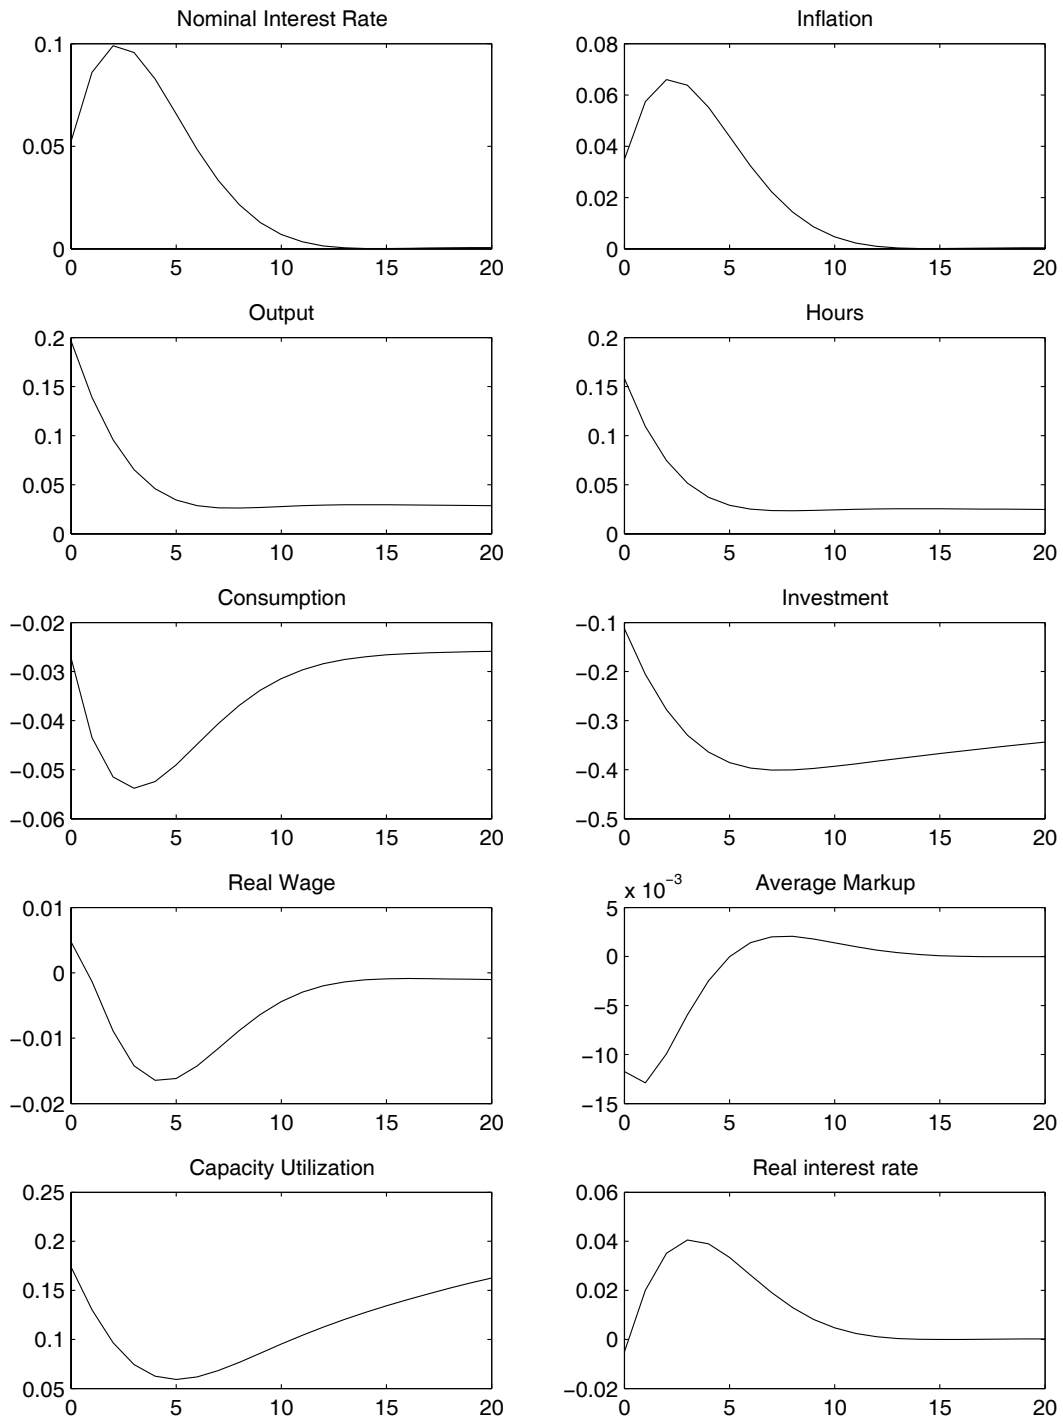 Nominal Interest Rate
0.1
0.05
0
0 5 10 15 20
Inflation
0.08
0.06
0.04
0.02
0
0 5 10 15 20
Output
0.2
0.15
0.1
0.05
0
0 5 10 15 20
Hours
0.2
0.15
0.1
0.05
0
0 5 10 15 20
Consumption
−0.02
−0.03
−0.04
−0.05
−0.06
0 5 10 15 20
Investment
−0.1
−0.2
−0.3
−0.4
−0.5
0 5 10 15 20
Real Wage
0.01
0
−0.01
−0.02
0 5 10 15 20
x 10⁻³ Average Markup
5
0
−5
−10
−15
0 5 10 15 20
Capacity Utilization
0.25
0.2
0.15
0.1
0.05
0 5 10 15 20
Real interest rate
0.06
0.04
0.02
0
−0.02
0 5 10 15 20